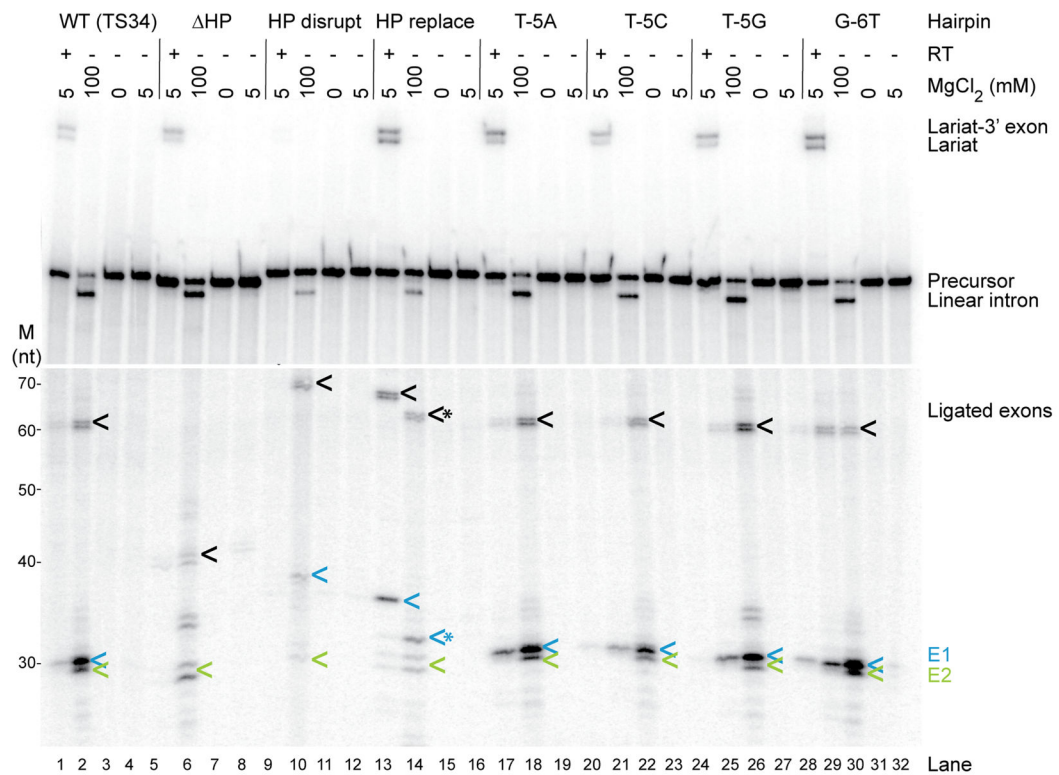 WT (TS34) ΔHP HP disrupt HP replace T-5A T-5C T-5G G-6T Hairpin
+ - - - + - - - + - - - + - - - + - - - + - - - + - - - + - - - RT
5 100 0 5 5 100 0 5 5 100 0 5 5 100 0 5 5 100 0 5 5 100 0 5 5 100 0 5 5 100 0 5 MgCl₂ (mM)
Lariat-3' exon
Lariat
Precursor
Linear intron
M
(nt)
70-
Ligated exons
60-
50-
40-
30-
E1
E2
1 2 3 4 5 6 7 8 9 10 11 12 13 14 15 16 17 18 19 20 21 22 23 24 25 26 27 28 29 30 31 32 Lane